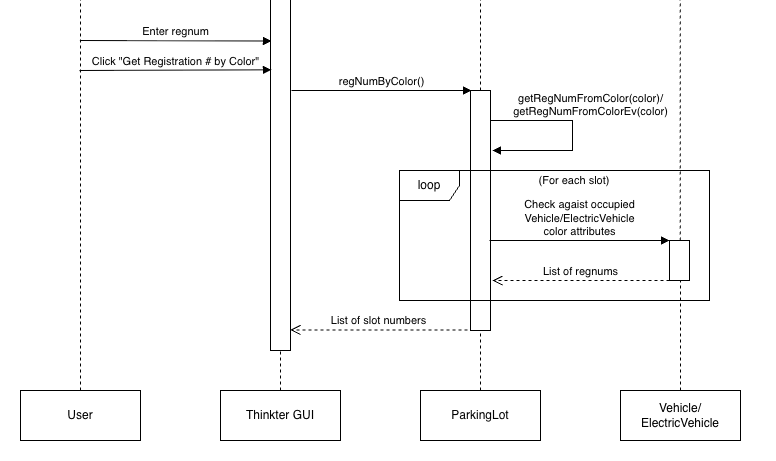 Enter regnum
Click "Get Registration # by Color"
regNumByColor()
getRegNumFromColor(color)/
getRegNumFromColorEv(color)
loop
(For each slot)
Check agaist occupied
Vehicle/ElectricVehicle
color attributes
List of regnums
List of slot numbers
User
Thinkter GUI
ParkingLot
Vehicle/
ElectricVehicle